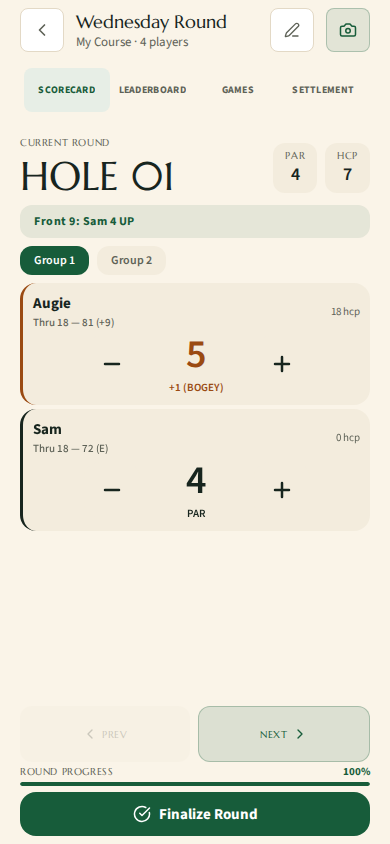 Wednesday Round
My Course · 4 players
SCORECARD
LEADERBOARD
GAMES
SETTLEMENT
CURRENT ROUND
HOLE 01
PAR
4
HCP
7
Front 9: Sam 4 UP
Group 1
Group 2
Augie
Thru 18 — 81 (+9)
18 hcp
− 5 +
+1 (BOGEY)
Sam
Thru 18 — 72 (E)
0 hcp
− 4 +
PAR
PREV
NEXT
ROUND PROGRESS
100%
Finalize Round